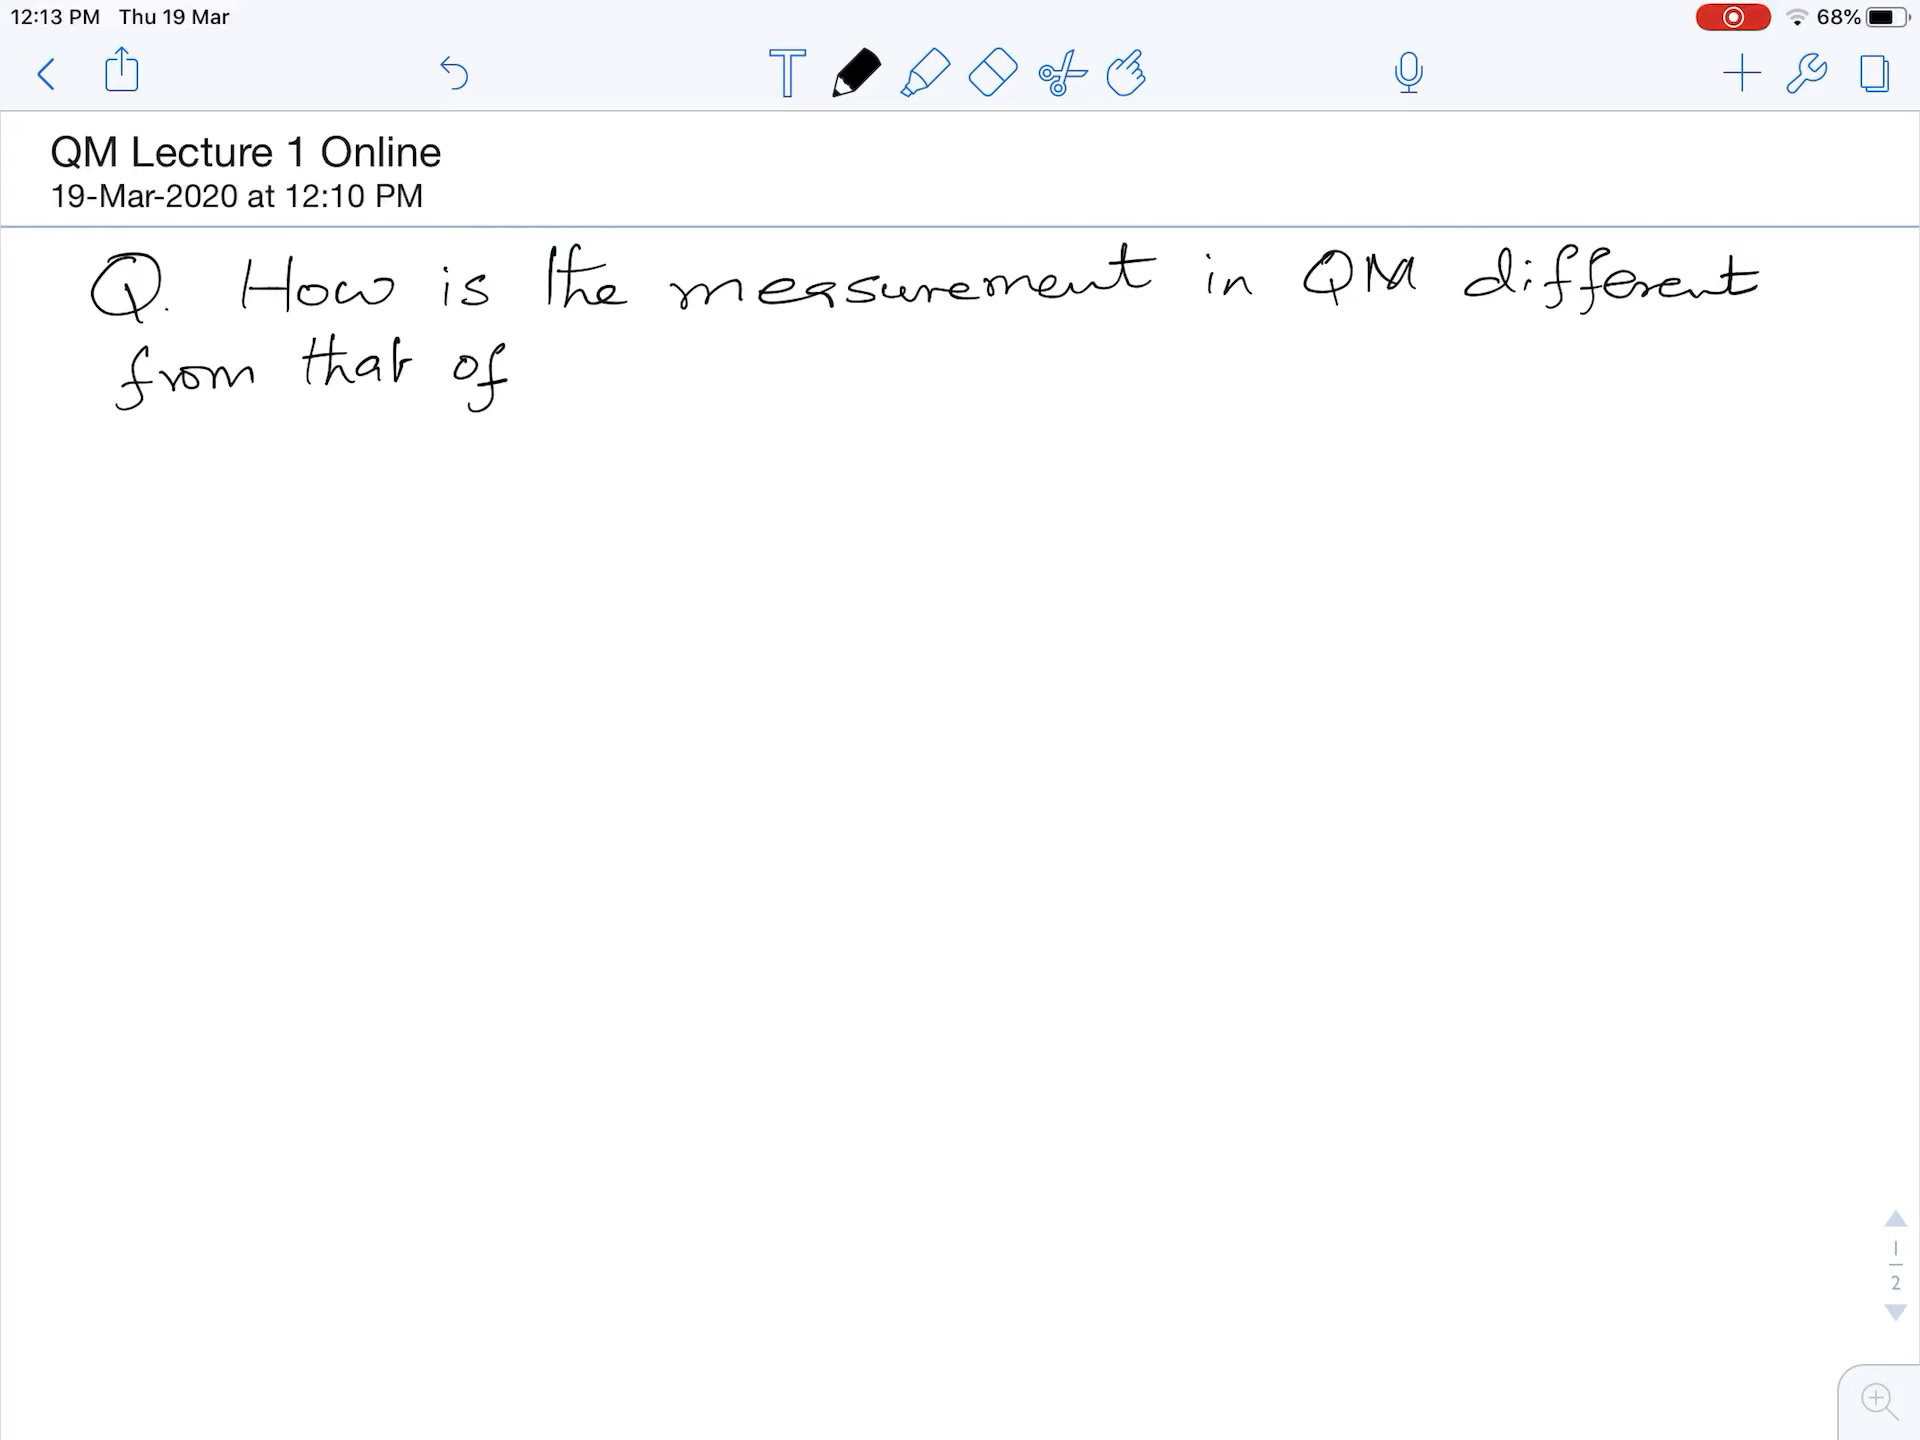 12:13 PM Thu 19 Mar 68%
QM Lecture 1 Online
19-Mar-2020 at 12:10 PM
Q. How is the measurement in QM different
from that of
1
2